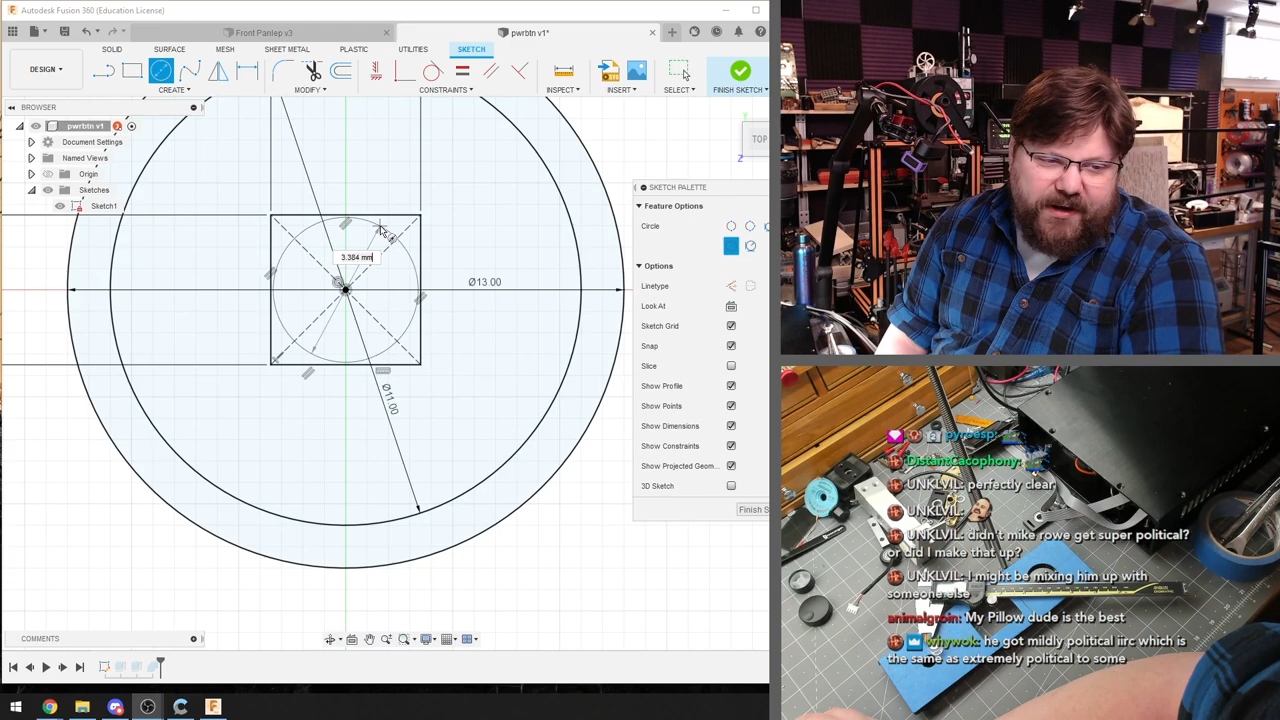 Autodesk Fusion 360 (Education License)
Front Panlep v3
pwrbtn v1*
SOLID
SURFACE
MESH
SHEET METAL
PLASTIC
UTILITIES
SKETCH
DESIGN
CREATE
MODIFY
CONSTRAINTS
INSPECT
INSERT
SELECT
FINISH SKETCH
BROWSER
pwrbtn v1
Document Settings
Named Views
Origin
Sketches
Sketch1
TOP
Z
3.384 mm
Ø13.00
Ø11.00
SKETCH PALETTE
Feature Options
Circle
Options
Linetype
Look At
Sketch Grid
Snap
Slice
Show Profile
Show Points
Show Dimensions
Show Constraints
Show Projected Geom...
3D Sketch
Finish S
COMMENTS
pyroesp:
DistantCacophony:
UNKLVIL: perfectly clear
UNKLVIL:
UNKLVIL: didn't mike rowe get super political?
or did I make that up?
UNKLVIL: I might be mixing him up with
someone else
animalgroin: My Pillow dude is the best
whywok: he got mildly political iirc which is
the same as extremely political to some